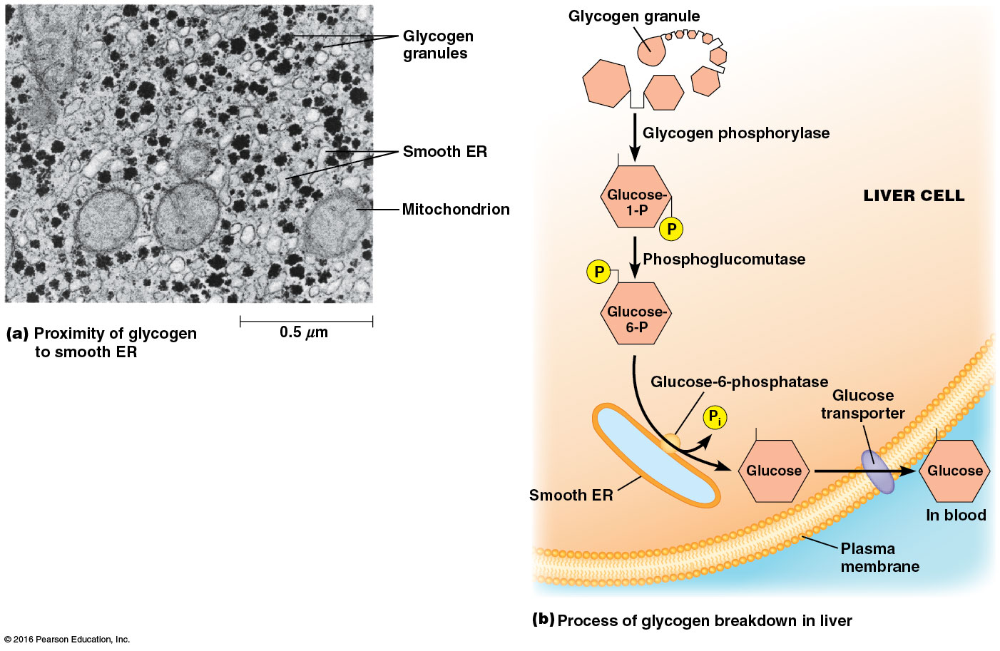 Glycogen
granules
Smooth ER
Mitochondrion
0.5 μm
(a) Proximity of glycogen
to smooth ER
Glycogen granule
Glycogen phosphorylase
Glucose-
1-P
P
Phosphoglucomutase
P
Glucose-
6-P
LIVER CELL
Glucose-6-phosphatase
Pi
Glucose
transporter
Smooth ER
Glucose
Glucose
In blood
Plasma
membrane
(b) Process of glycogen breakdown in liver
© 2016 Pearson Education, Inc.